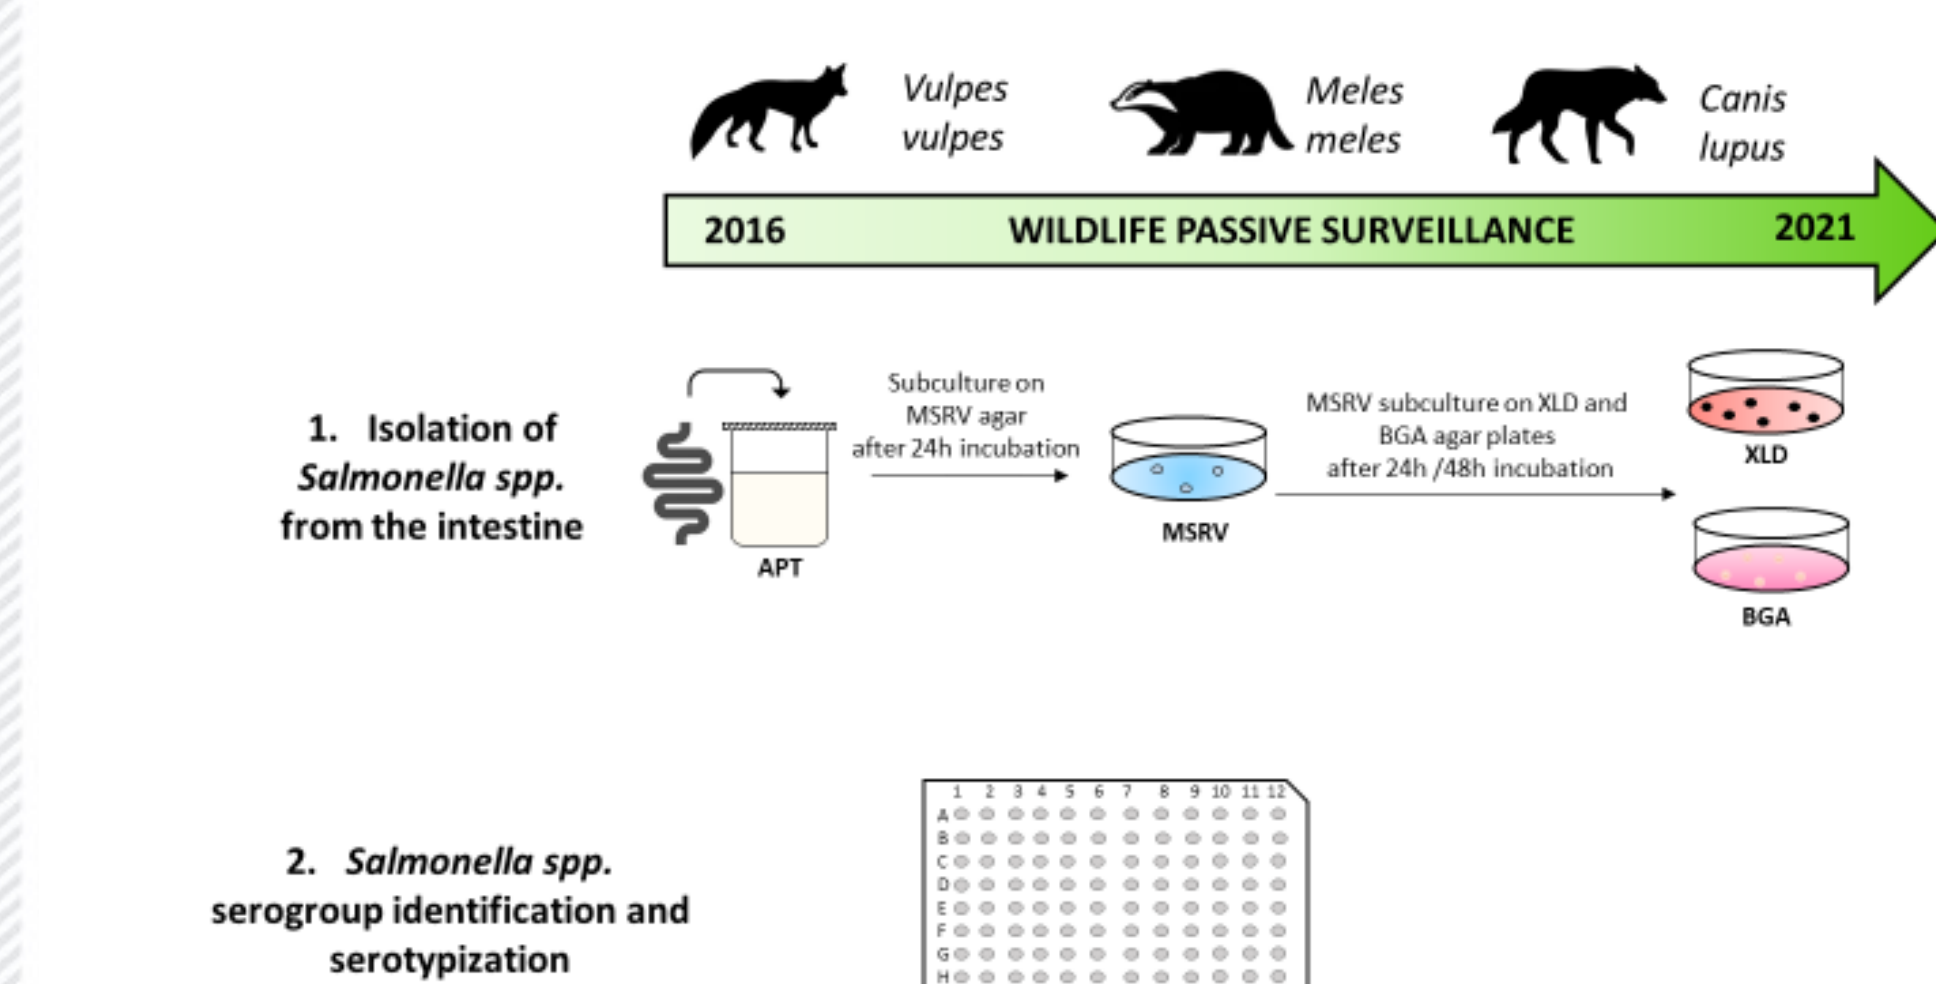 Vulpes
vulpes
Meles
meles
Canis
lupus
2016 WILDLIFE PASSIVE SURVEILLANCE 2021
1. Isolation of
Salmonella spp.
from the intestine
APT
Subculture on
MSRV agar
after 24h incubation
MSRV
MSRV subculture on XLD and
BGA agar plates
after 24h /48h incubation
XLD
BGA
2. Salmonella spp.
serogroup identification and
serotypization
1 2 3 4 5 6 7 8 9 10 11 12
A
B
C
D
E
F
G
H